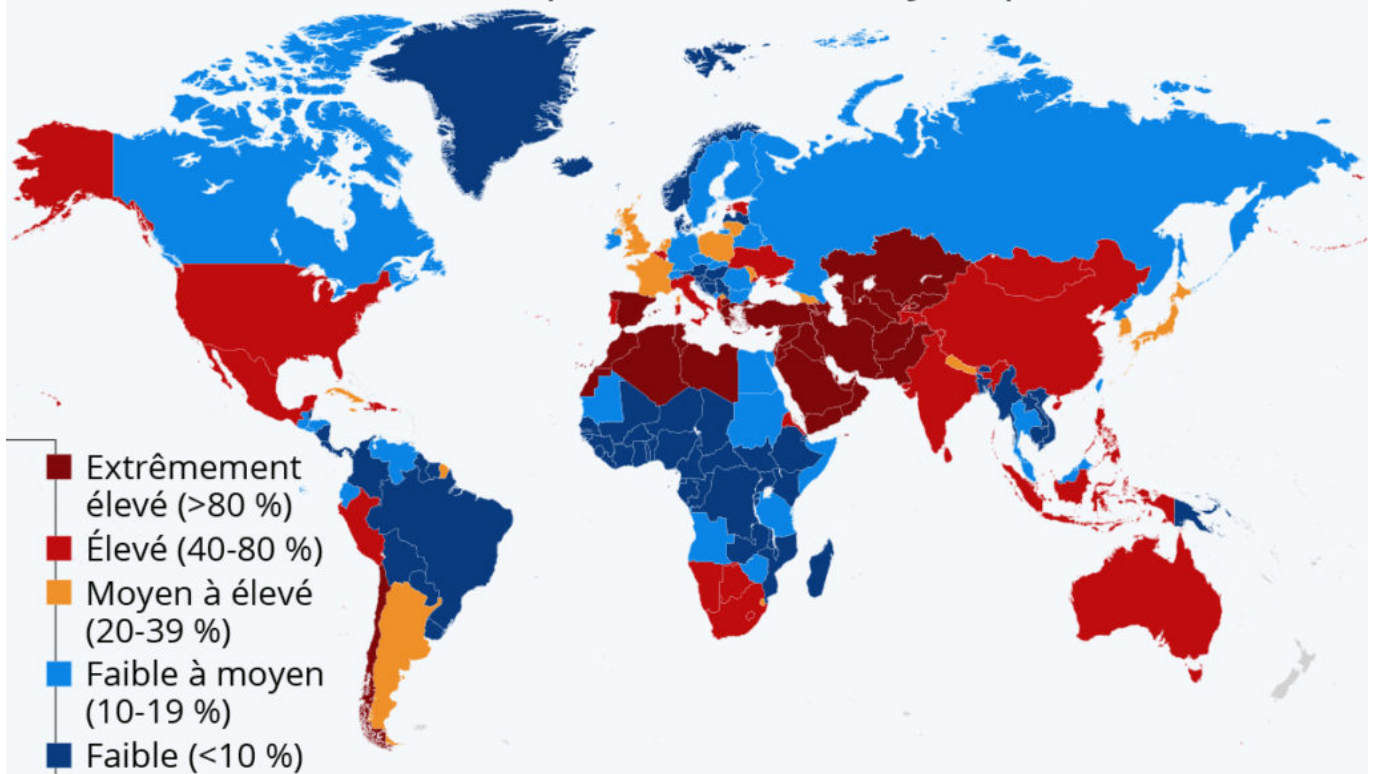 Extrêmement
élevé (>80 %)
Élevé (40-80 %)
Moyen à élevé
(20-39 %)
Faible à moyen
(10-19 %)
Faible (<10 %)